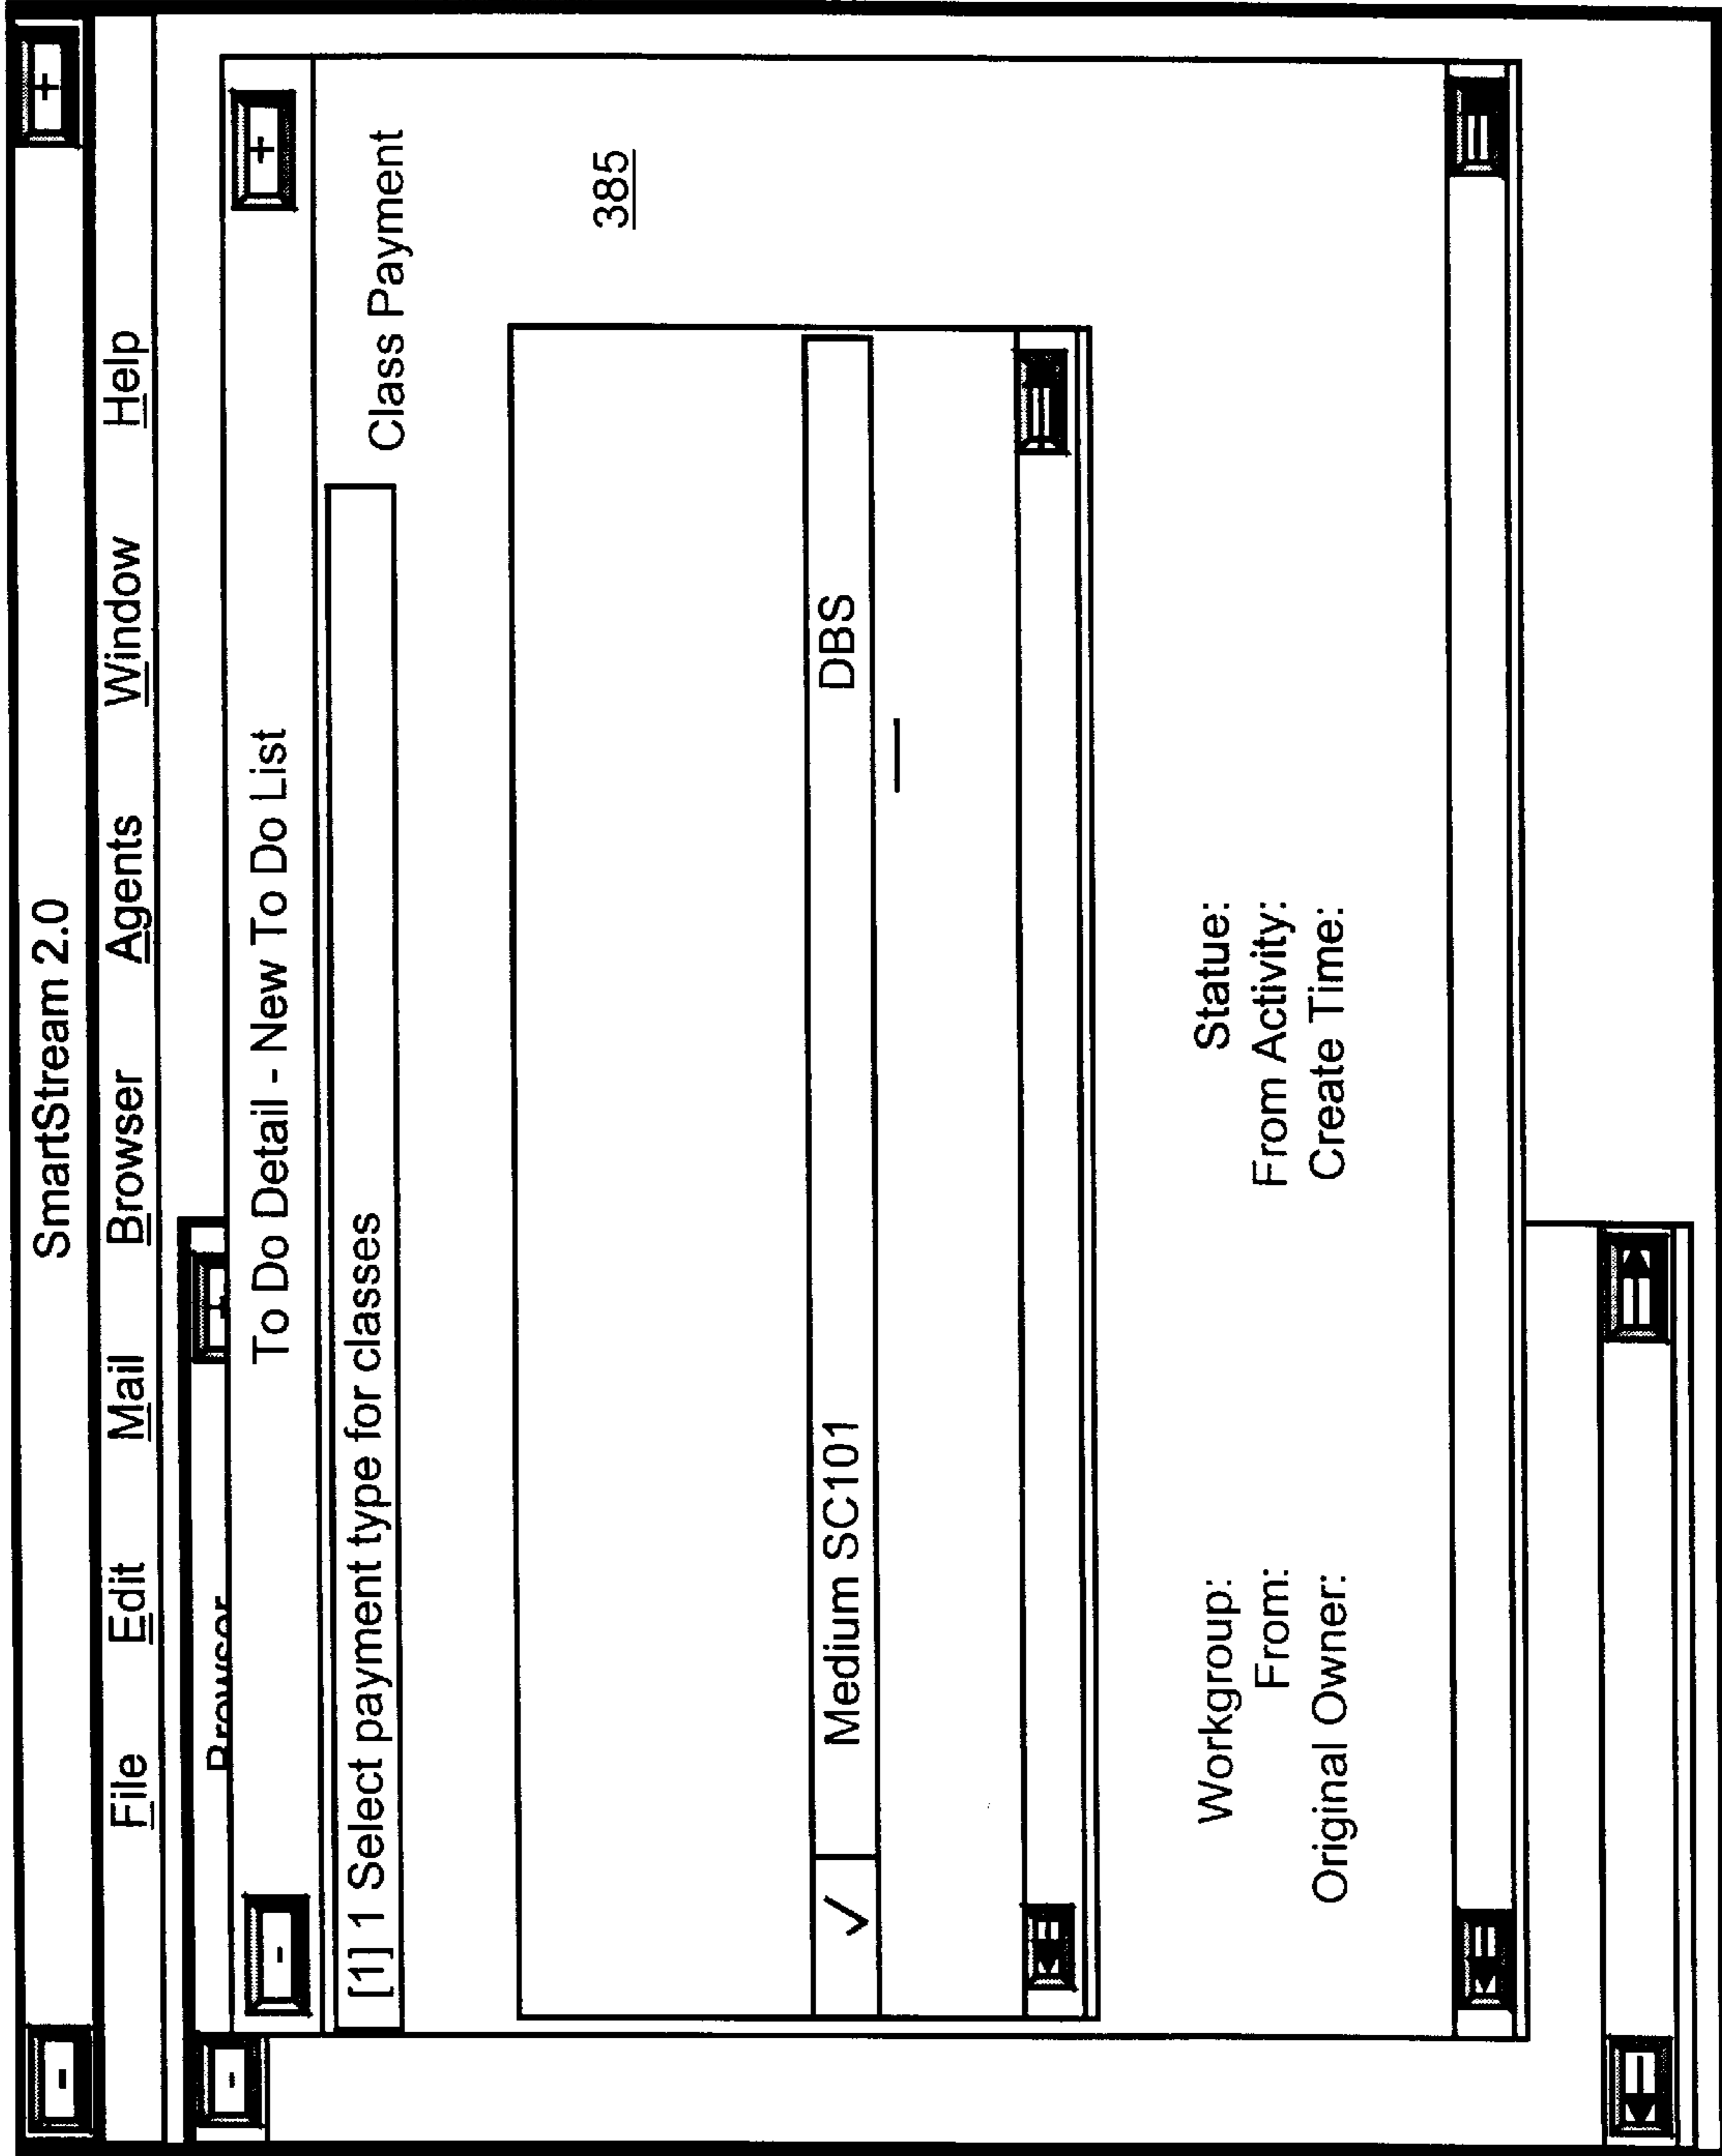 SmartStream 2.0
File Edit Mail Browser Agents Window Help
Browser
To Do Detail - New To Do List
[1] 1 Select payment type for classes
Class Payment
385
✓ Medium SC101 DBS
Workgroup: Statue:
From: From Activity:
Original Owner: Create Time: